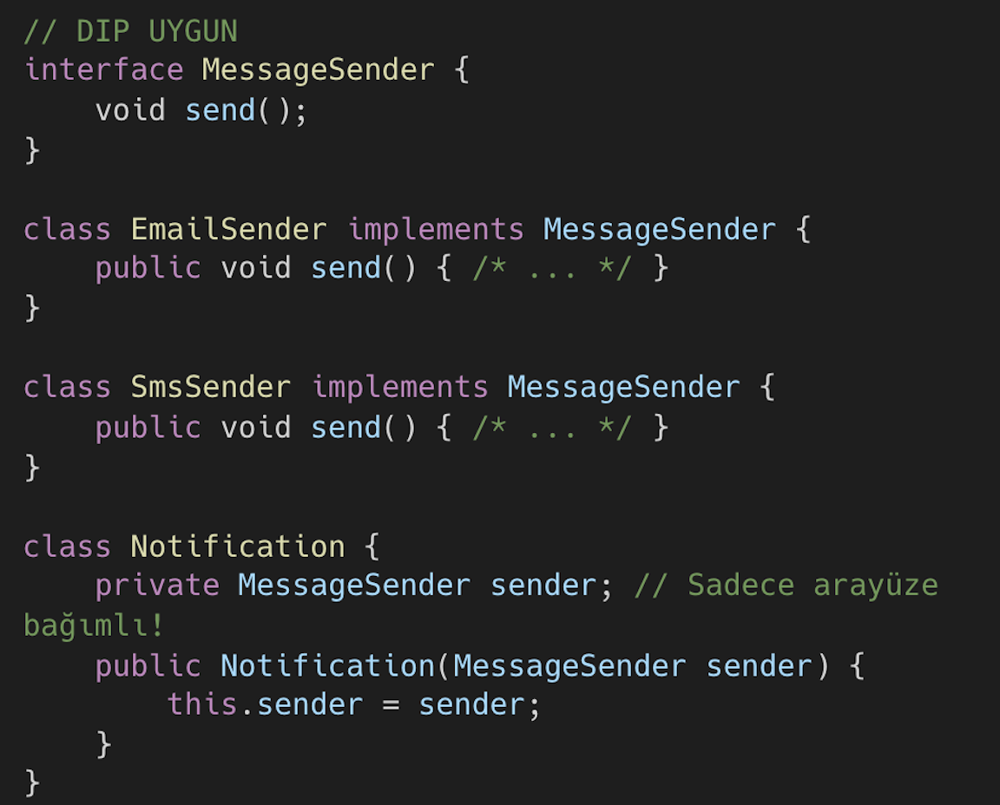 // DIP UYGUN
interface MessageSender {
    void send();
}

class EmailSender implements MessageSender {
    public void send() { /* ... */ }
}

class SmsSender implements MessageSender {
    public void send() { /* ... */ }
}

class Notification {
    private MessageSender sender; // Sadece arayüze
bağımlı!
    public Notification(MessageSender sender) {
        this.sender = sender;
    }
}